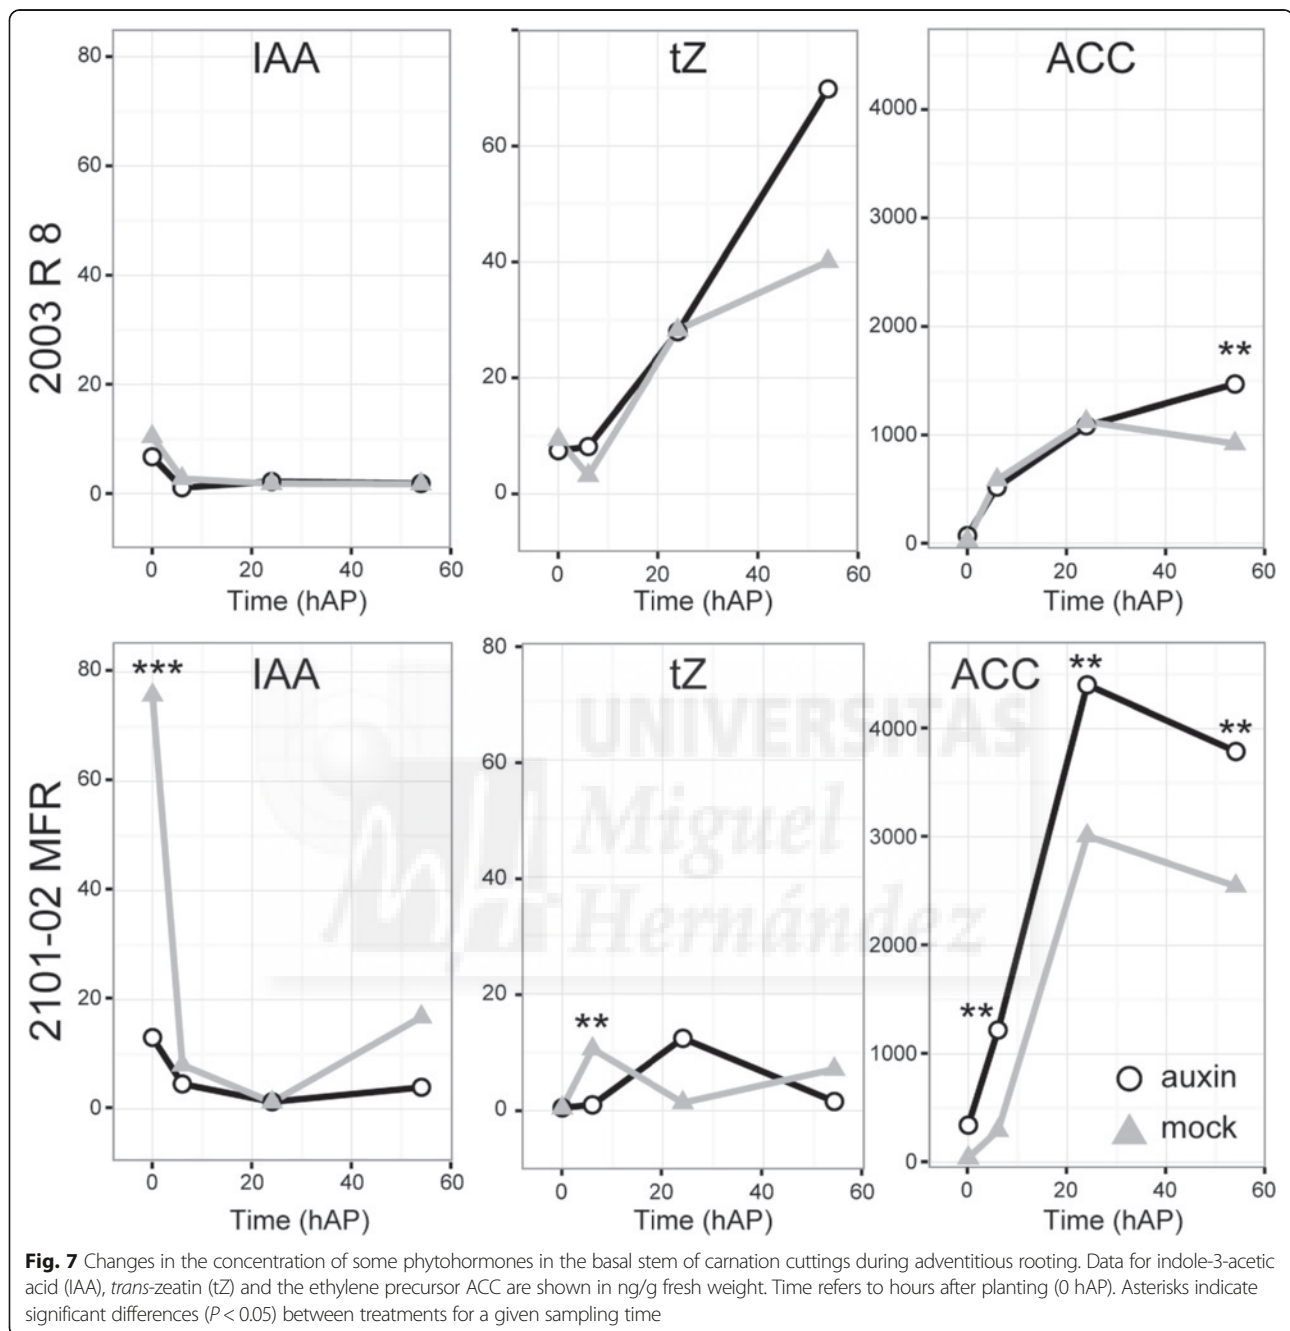 IAA
tZ
ACC
2003 R 8
80
60
40
20
0
60
40
20
0
4000
3000
2000
1000
0
**
0 20 40 60
0 20 40 60
0 20 40 60
Time (hAP)
Time (hAP)
Time (hAP)
IAA
tZ
ACC
2101-02 MFR
80
60
40
20
0
***
80
60
40
20
0
**
4000
3000
2000
1000
0
**
**
**
auxin
mock
UNIVERSITAS
Miguel
Hernández
0 20 40 60
0 20 40 60
0 20 40 60
Time (hAP)
Time (hAP)
Time (hAP)
Fig. 7 Changes in the concentration of some phytohormones in the basal stem of carnation cuttings during adventitious rooting. Data for indole-3-acetic
acid (IAA), trans-zeatin (tZ) and the ethylene precursor ACC are shown in ng/g fresh weight. Time refers to hours after planting (0 hAP). Asterisks indicate
significant differences (P < 0.05) between treatments for a given sampling time